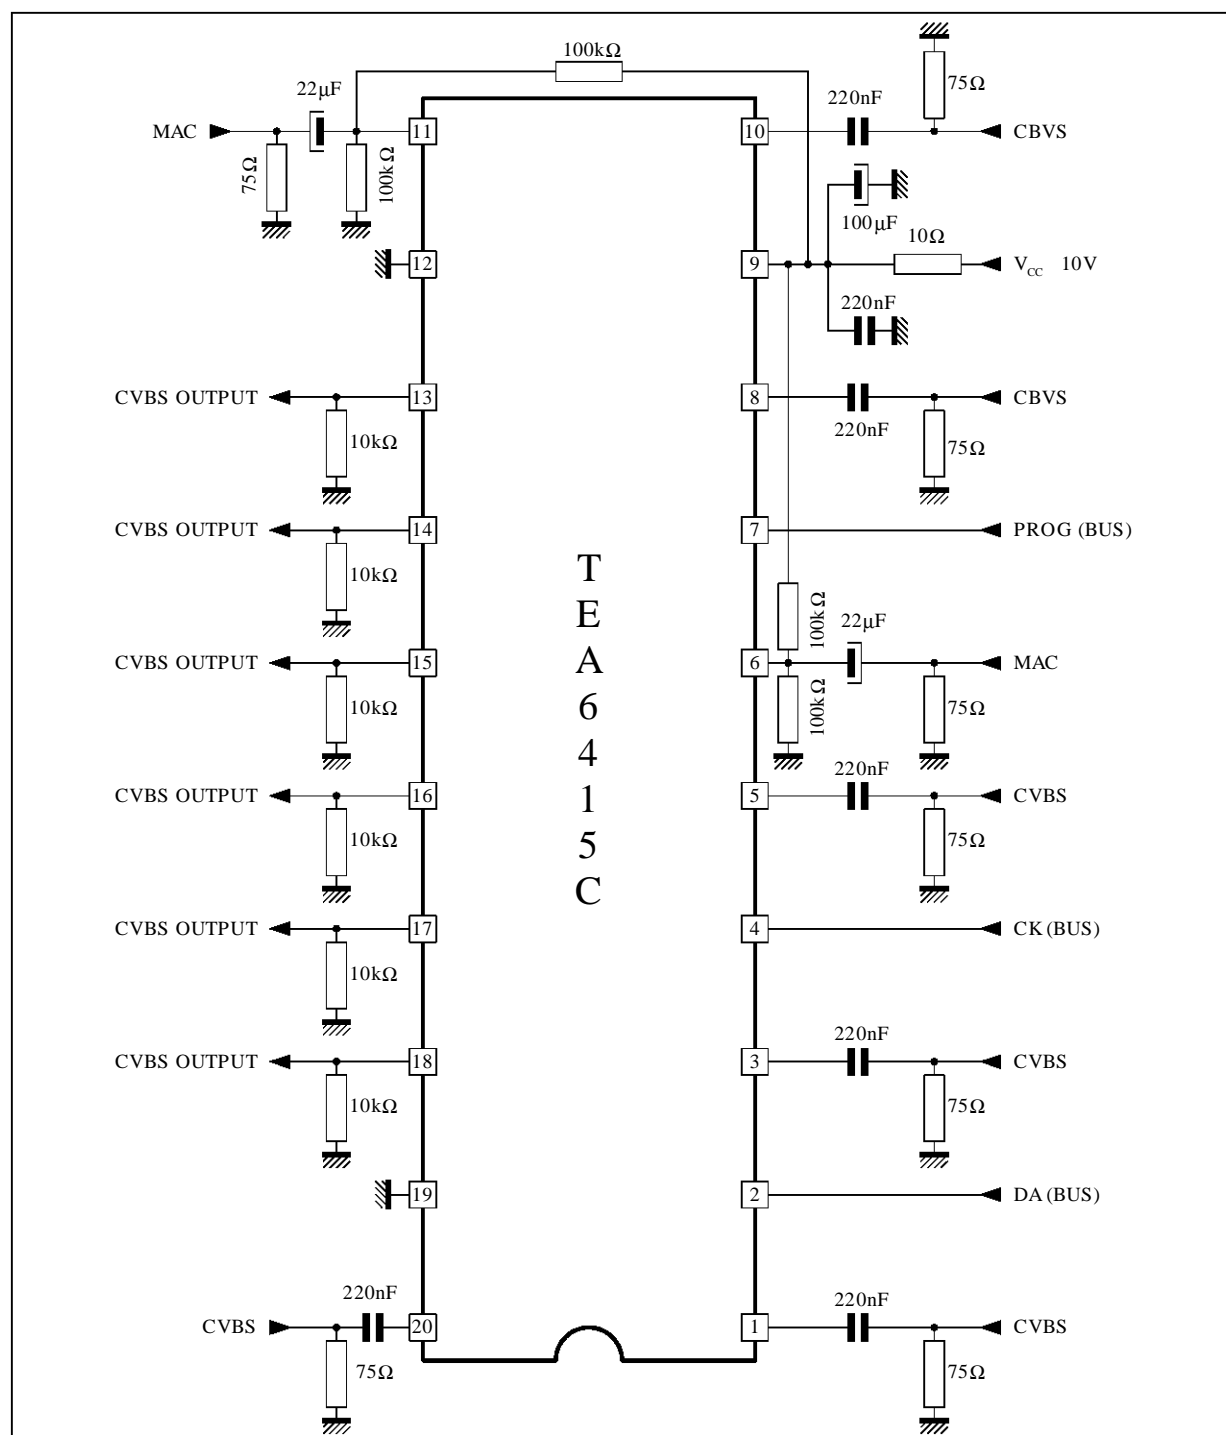 100kΩ
22μF
MAC
75Ω
100kΩ
11
12
CVBS OUTPUT
13
10kΩ
CVBS OUTPUT
14
10kΩ
CVBS OUTPUT
15
10kΩ
CVBS OUTPUT
16
10kΩ
CVBS OUTPUT
17
10kΩ
CVBS OUTPUT
18
10kΩ
19
220nF
CVBS
20
75Ω
TEA6415C
75Ω
220nF
10
CBVS
100μF
10Ω
9
VCC 10V
220nF
8
CBVS
220nF
75Ω
7
PROG (BUS)
100kΩ
22μF
6
MAC
100kΩ
75Ω
220nF
5
CVBS
75Ω
4
CK (BUS)
220nF
3
CVBS
75Ω
2
DA (BUS)
220nF
1
CVBS
75Ω